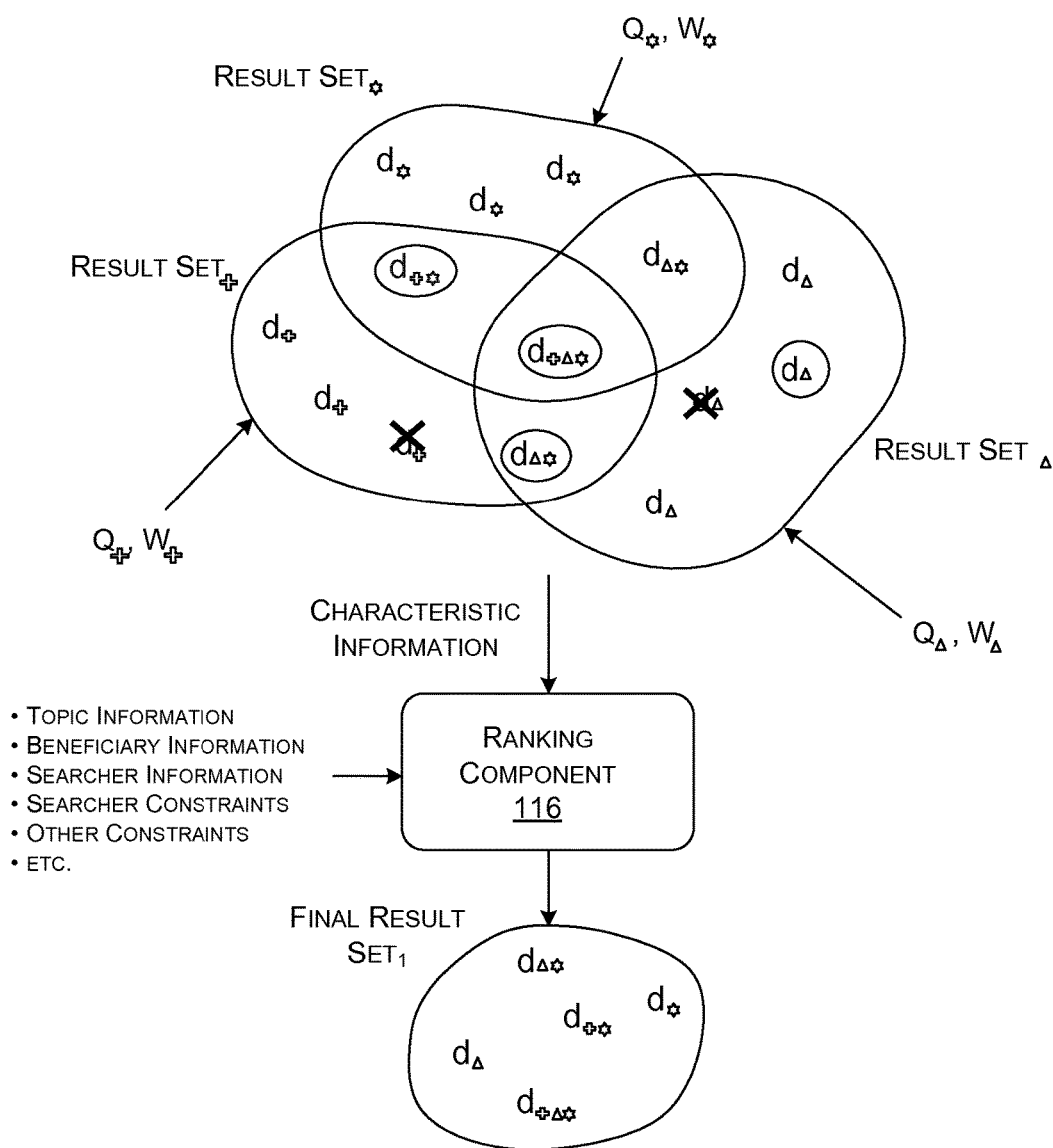 Q✡, W✡
RESULT SET✡
d✡
d✡
d✡
RESULT SET✚
d✚✡
dΔ✡
dΔ
d✚
d✚Δ✡
dΔ
d✚
dΔ
d✚
dΔ✡
RESULT SET Δ
dΔ
Q✚, W✚
QΔ, WΔ
CHARACTERISTIC
INFORMATION
• TOPIC INFORMATION
• BENEFICIARY INFORMATION
• SEARCHER INFORMATION
• SEARCHER CONSTRAINTS
• OTHER CONSTRAINTS
• ETC.
RANKING
COMPONENT
116
FINAL RESULT
SET₁
dΔ✡
d✡
d✚✡
dΔ
d✚Δ✡